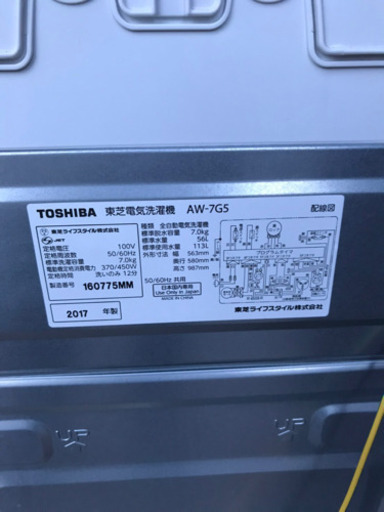 TOSHIBA 東芝電気洗濯機 AW-7G5 配線図
東芝ライフスタイル株式会社
JET
定格電圧 100V
定格周波数 50/60Hz
電動機定格消費電力 370/450W
標準洗濯容量 7.0kg
定格時間 洗いのみ 12分
製造番号 160775MM
種類 全自動電気洗濯機
標準脱水容量 7.0kg
標準水量 56L
標準使用水量 113L
外形寸法 幅 563mm
奥行 580mm
高さ 987mm
50/60Hz 共用
日本国内専用
Use Only in Japan
MADE IN CHINA
2017 年製
東芝ライフスタイル株式会社
UP
UP